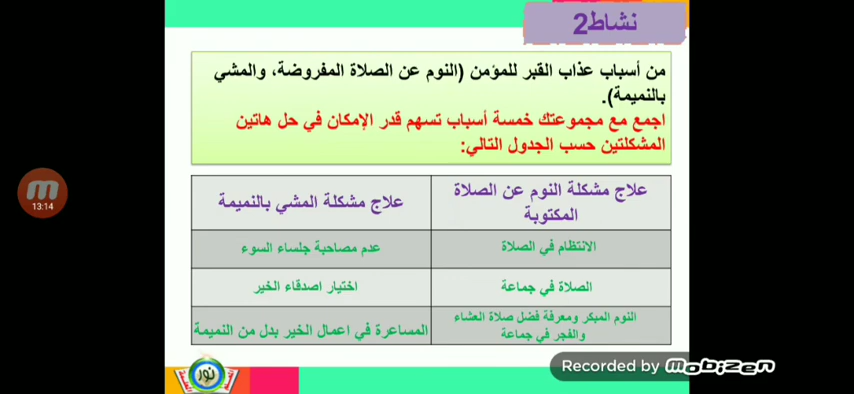 نشاط2
من أسباب عذاب القبر للمؤمن (النوم عن الصلاة المفروضة، والمشي
بالنميمة).
اجمع مع مجموعتك خمسة أسباب تسهم قدر الإمكان في حل هاتين
المشكلتين حسب الجدول التالي:
علاج مشكلة النوم عن الصلاة
المكتوبة
علاج مشكلة المشي بالنميمة
الانتظام في الصلاة
عدم مصاحبة جلساء السوء
الصلاة في جماعة
اختيار اصدقاء الخير
النوم المبكر ومعرفة فضل صلاة العشاء
والفجر في جماعة
المساعرة في اعمال الخير بدل من النميمة
13:14
نور
Recorded by Mobizen